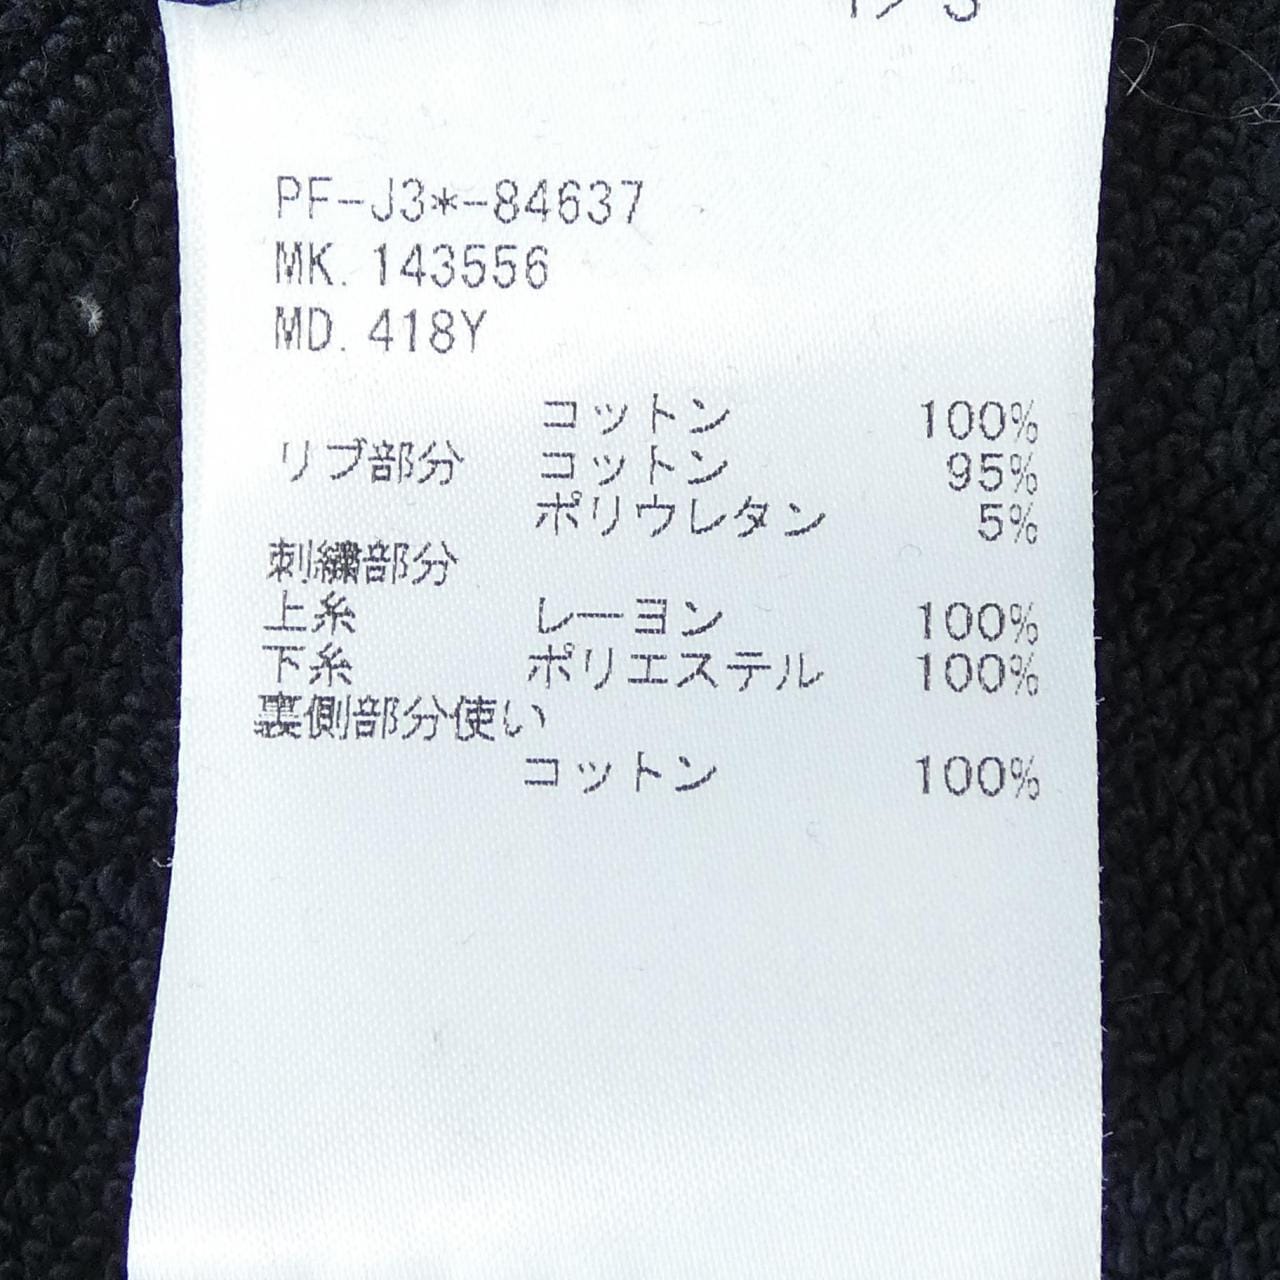 PF-J3*-84637
MK. 143556
MD. 418Y
コットン 100%
リブ部分 コットン 95%
ポリウレタン 5%
刺繍部分
上糸 レーヨン 100%
下糸 ポリエステル 100%
裏側部分使い
コットン 100%